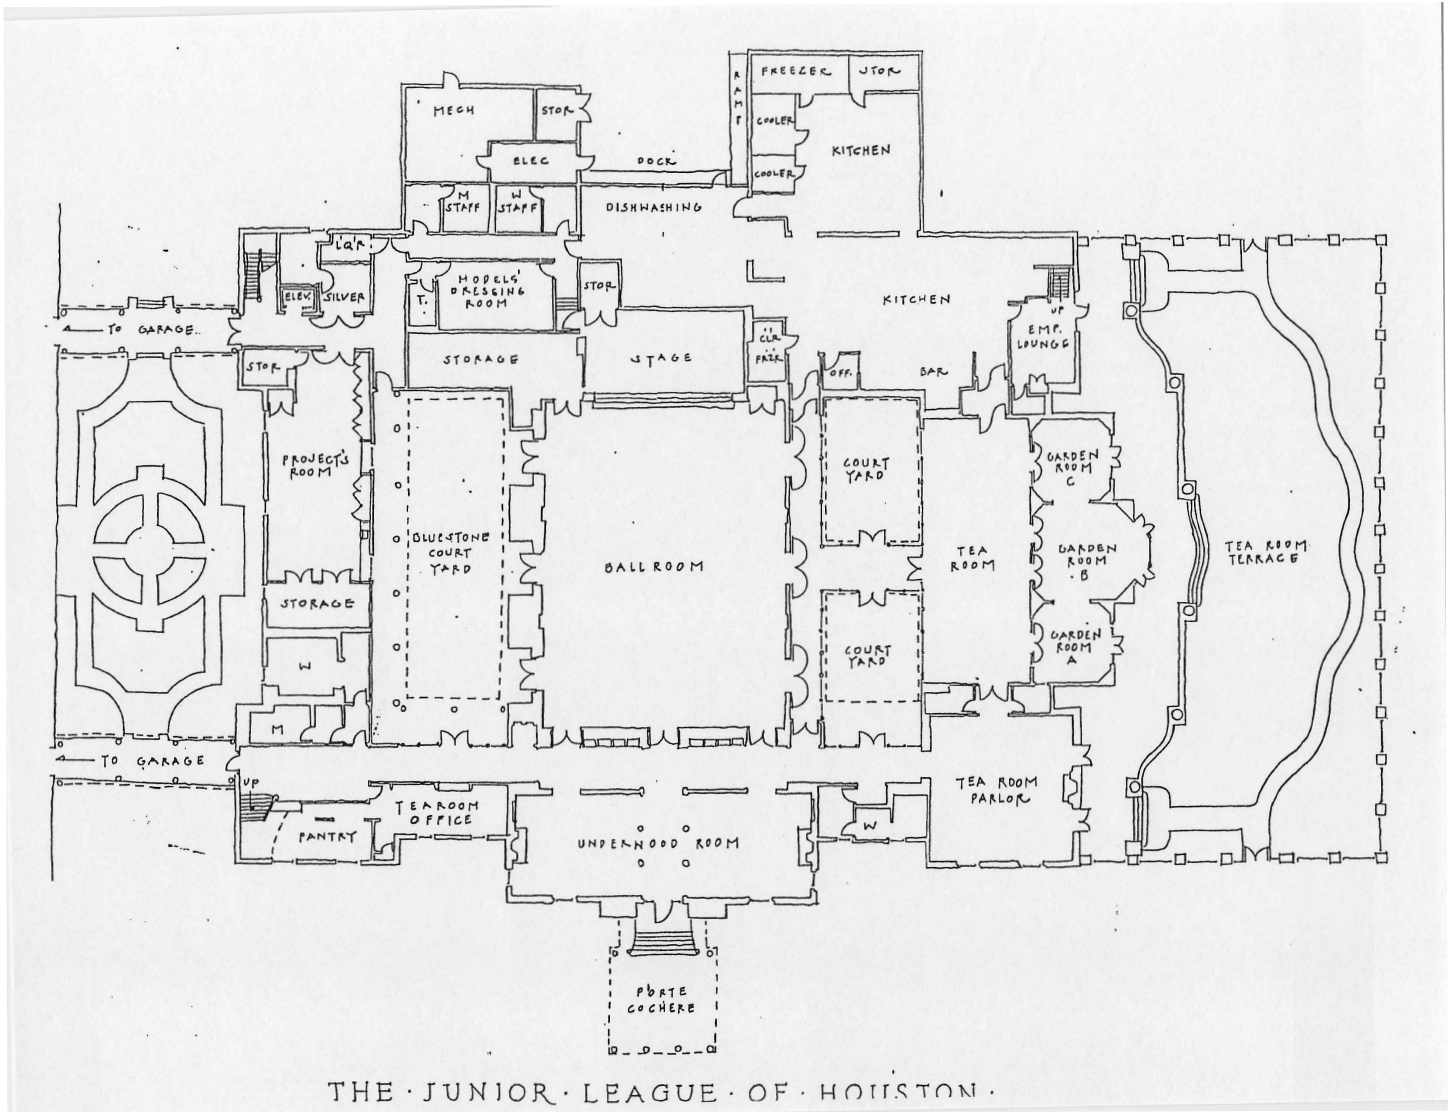 RAMP
FREEZER
STOR
MECH
STOR
COOLER
KITCHEN
ELEC
DOCK
COOLER
M
STAFF
W
STAFF
DISHWASHING
LIQ'R
MODELS'
DRESSING
ROOM
T.
STOR
ELEV.
SILVER
KITCHEN
UP
EMP.
LOUNGE
TO GARAGE
STORAGE
STAGE
CLR
FRZR
STOR
OFF.
BAR
PROJECT'S
ROOM
COURT
YARD
GARDEN
ROOM
C
BLUESTONE
COURT
YARD
BALLROOM
TEA
ROOM
GARDEN
ROOM
B
TEA ROOM
TERRACE
STORAGE
W
COURT
YARD
GARDEN
ROOM
A
M
TO GARAGE
UP
TEAROOM
OFFICE
PANTRY
UNDERWOOD ROOM
W
TEA ROOM
PARLOR
PORTE
COCHERE
THE · JUNIOR · LEAGUE · OF · HOUSTON ·